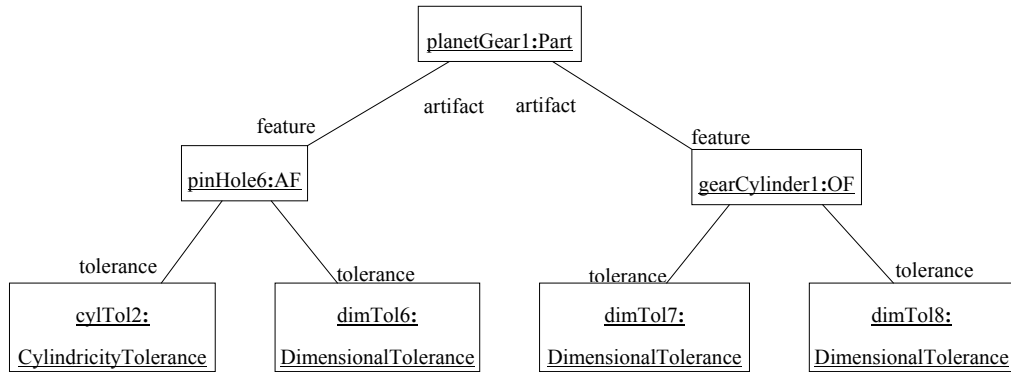 planetGear1:Part
artifact artifact
feature
feature
pinHole6:AF
gearCylinder1:OF
tolerance
tolerance
tolerance
tolerance
cylTol2:
CylindricityTolerance
dimTol6:
DimensionalTolerance
dimTol7:
DimensionalTolerance
dimTol8:
DimensionalTolerance